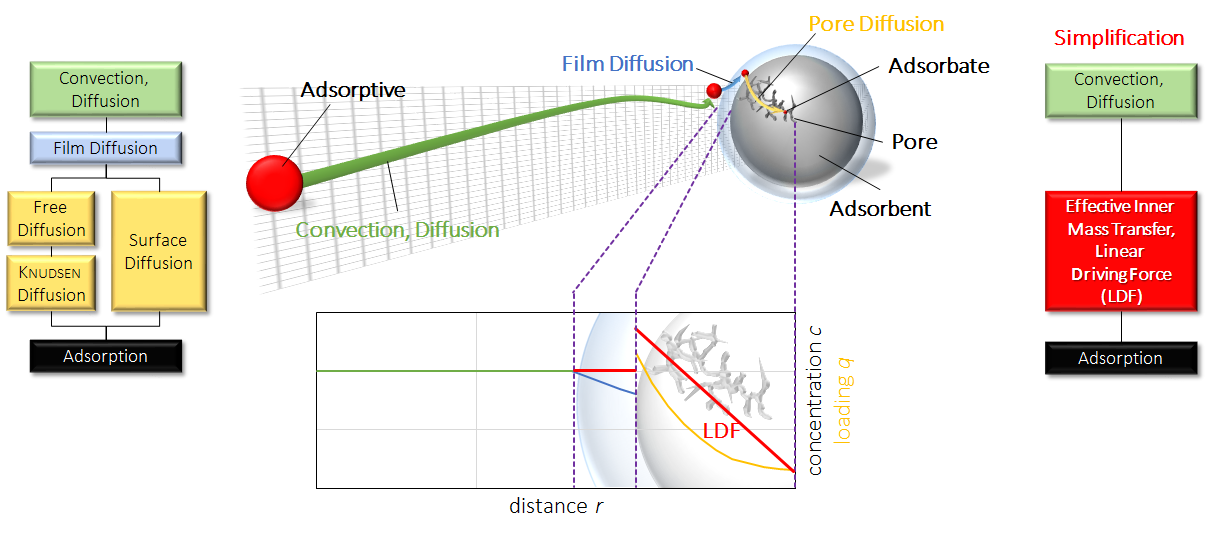 Convection,
Diffusion
Film Diffusion
Free
Diffusion
KNUDSEN
Diffusion
Surface
Diffusion
Adsorption
Adsorptive
Convection, Diffusion
Film Diffusion
Pore Diffusion
Adsorbate
Pore
Adsorbent
LDF
distance r
concentration c
loading q
Simplification
Convection,
Diffusion
Effective Inner
Mass Transfer,
Linear
Driving Force
(LDF)
Adsorption